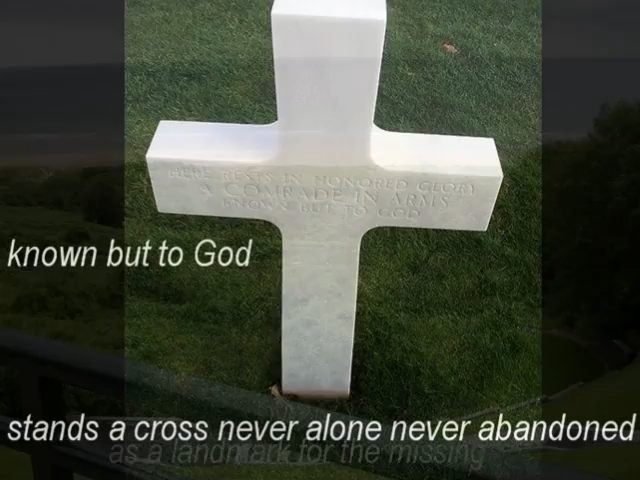 HERE RESTS IN HONORED GLORY
A COMRADE IN ARMS
KNOWN BUT TO GOD
known but to God
stands a cross never alone never abandoned
as a landmark for the missing